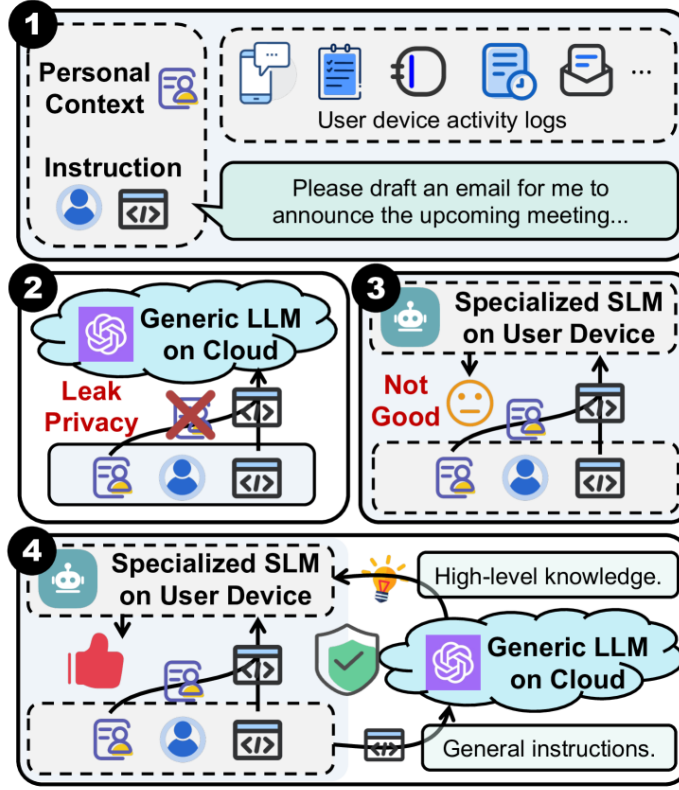 1
Personal
Context
User device activity logs
Instruction
</>
Please draft an email for me to
announce the upcoming meeting...
2
Generic LLM
on Cloud
Leak
Privacy
</>
</>
3
Specialized SLM
on User Device
Not
Good
</>
</>
4
Specialized SLM
on User Device
</>
</>
High-level knowledge.
Generic LLM
on Cloud
</>
General instructions.